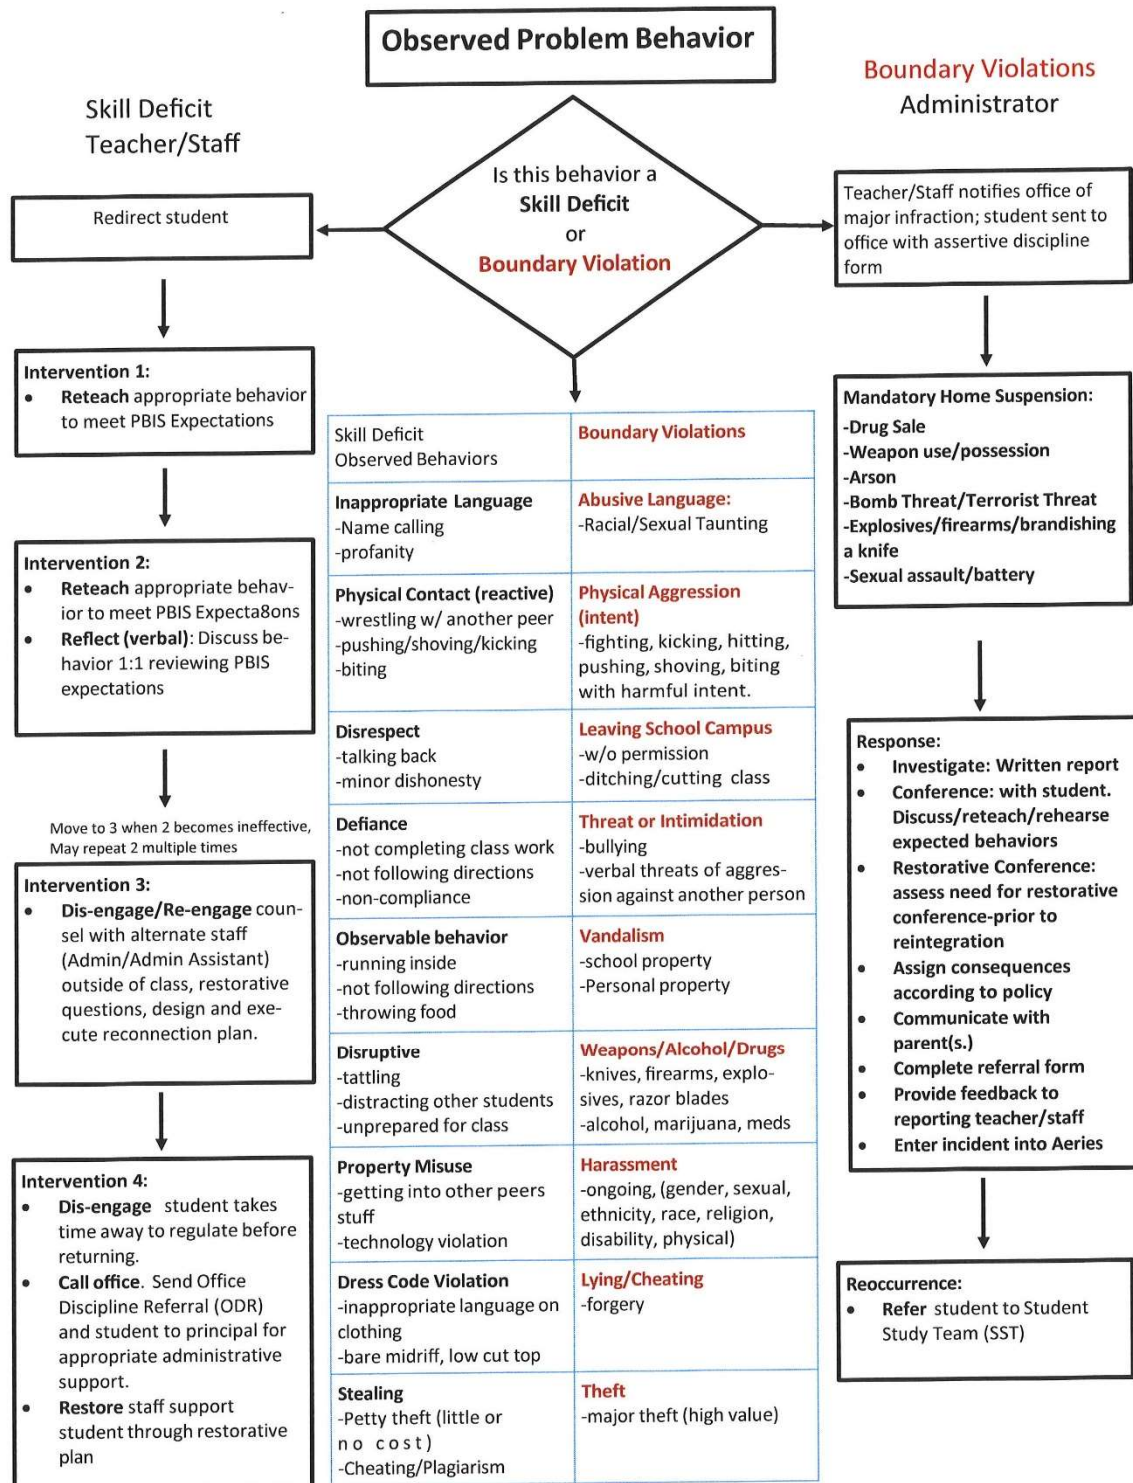 Observed Problem Behavior
Skill Deficit
Teacher/Staff
Boundary Violations
Administrator
Is this behavior a
Skill Deficit
or
Boundary Violation
Redirect student
Intervention 1:
• Reteach appropriate behavior
to meet PBIS Expectations
Intervention 2:
• Reteach appropriate behav-
ior to meet PBIS Expecta8ons
• Reflect (verbal): Discuss be-
havior 1:1 reviewing PBIS
expectations
Move to 3 when 2 becomes ineffective,
May repeat 2 multiple times
Intervention 3:
• Dis-engage/Re-engage coun-
sel with alternate staff
(Admin/Admin Assistant)
outside of class, restorative
questions, design and exe-
cute reconnection plan.
Intervention 4:
• Dis-engage student takes
time away to regulate before
returning.
• Call office. Send Office
Discipline Referral (ODR)
and student to principal for
appropriate administrative
support.
• Restore staff support
student through restorative
plan
Skill Deficit
Observed Behaviors
Boundary Violations
Inappropriate Language
-Name calling
-profanity
Abusive Language:
-Racial/Sexual Taunting
Physical Contact (reactive)
-wrestling w/ another peer
-pushing/shoving/kicking
-biting
Physical Aggression
(intent)
-fighting, kicking, hitting,
pushing, shoving, biting
with harmful intent.
Disrespect
-talking back
-minor dishonesty
Leaving School Campus
-w/o permission
-ditching/cutting class
Defiance
-not completing class work
-not following directions
-non-compliance
Threat or Intimidation
-bullying
-verbal threats of aggres-
sion against another person
Observable behavior
-running inside
-not following directions
-throwing food
Vandalism
-school property
-Personal property
Disruptive
-tattling
-distracting other students
-unprepared for class
Weapons/Alcohol/Drugs
-knives, firearms, explo-
sives, razor blades
-alcohol, marijuana, meds
Property Misuse
-getting into other peers
stuff
-technology violation
Harassment
-ongoing, (gender, sexual,
ethnicity, race, religion,
disability, physical)
Dress Code Violation
-inappropriate language on
clothing
-bare midriff, low cut top
Lying/Cheating
-forgery
Stealing
-Petty theft (little or
no cost)
-Cheating/Plagiarism
Theft
-major theft (high value)
Teacher/Staff notifies office of
major infraction; student sent to
office with assertive discipline
form
Mandatory Home Suspension:
-Drug Sale
-Weapon use/possession
-Arson
-Bomb Threat/Terrorist Threat
-Explosives/firearms/brandishing
a knife
-Sexual assault/battery
Response:
• Investigate: Written report
• Conference: with student.
Discuss/reteach/rehearse
expected behaviors
• Restorative Conference:
assess need for restorative
conference-prior to
reintegration
• Assign consequences
according to policy
• Communicate with
parent(s.)
• Complete referral form
• Provide feedback to
reporting teacher/staff
• Enter incident into Aeries
Reoccurrence:
• Refer student to Student
Study Team (SST)